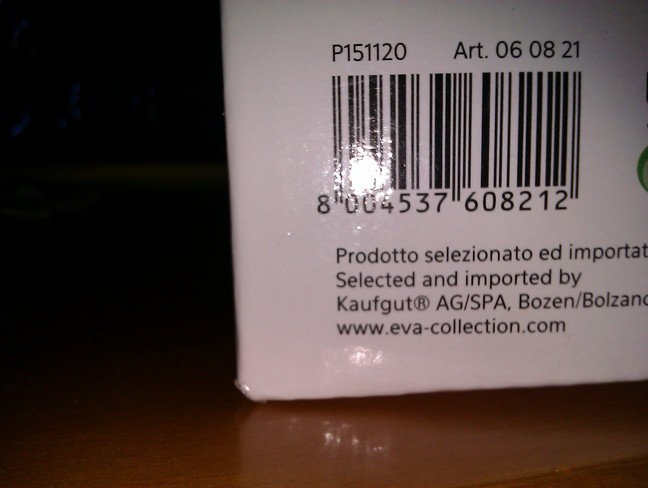 P151120 Art. 06 08 21
8 004537 608212
Prodotto selezionato ed importat
Selected and imported by
Kaufgut® AG/SPA, Bozen/Bolzano
www.eva-collection.com